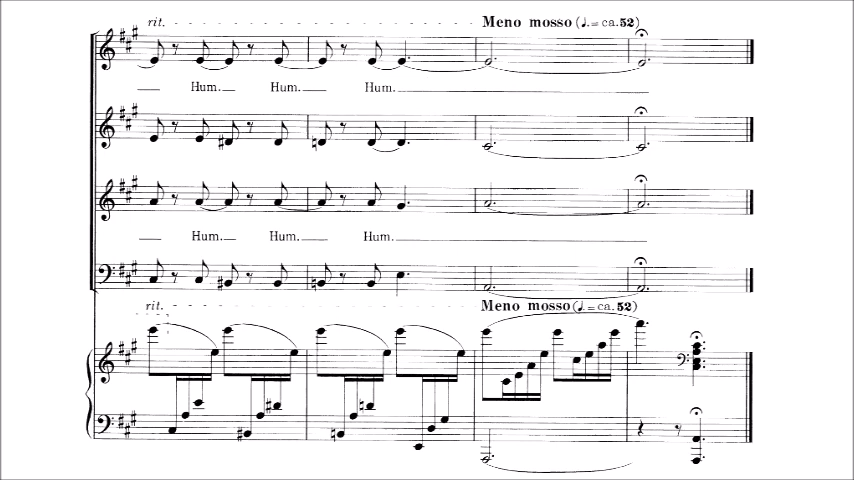 rit. Meno mosso (♩. = ca. 52)
Hum. Hum. Hum.
Hum. Hum. Hum.
rit. Meno mosso (♩. = ca. 52)